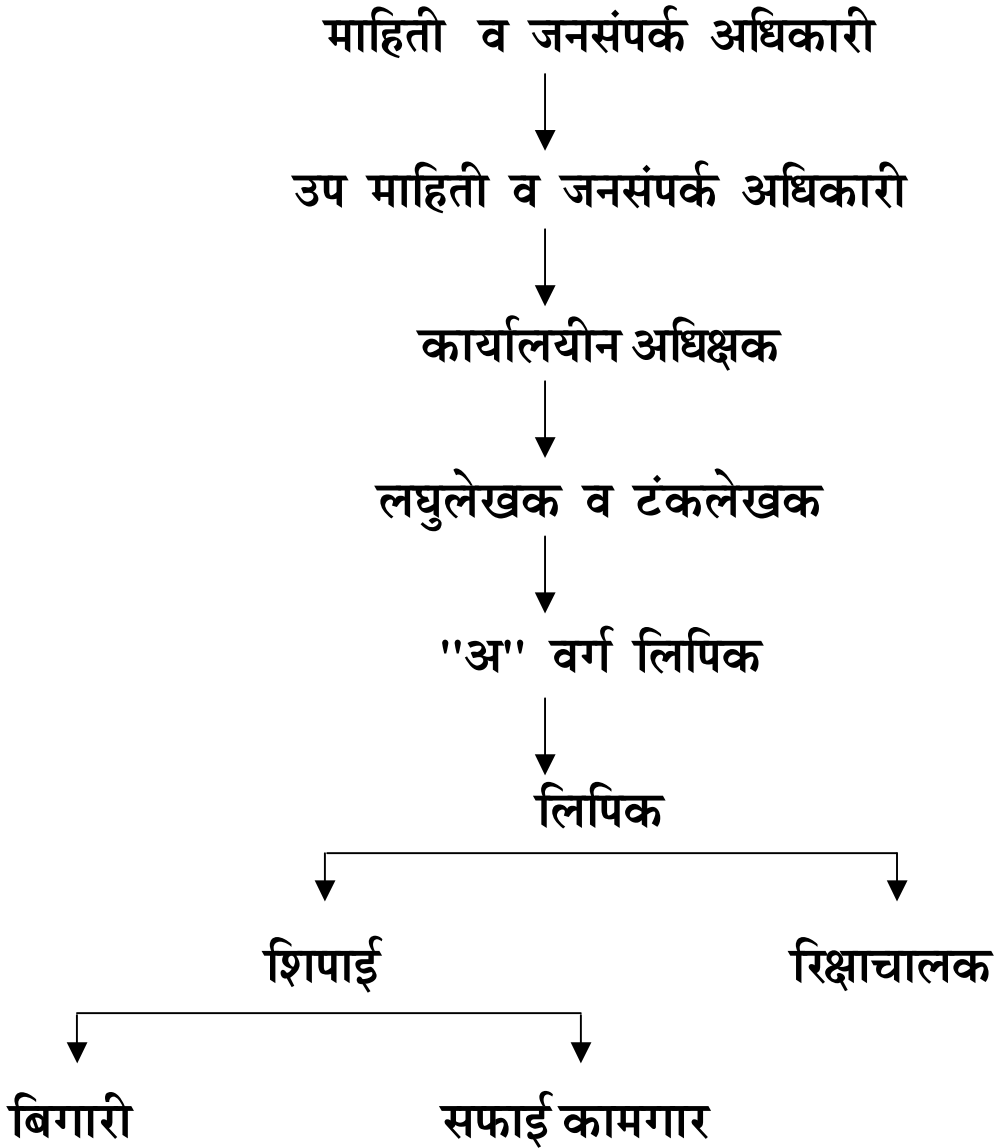 माहिती व जनसंपर्क अधिकारी
उप माहिती व जनसंपर्क अधिकारी
कार्यालयीन अधिक्षक
लघुलेखक व टंकलेखक
"अ" वर्ग लिपिक
लिपिक
शिपाई रिक्षाचालक
बिगारी सफाई कामगार